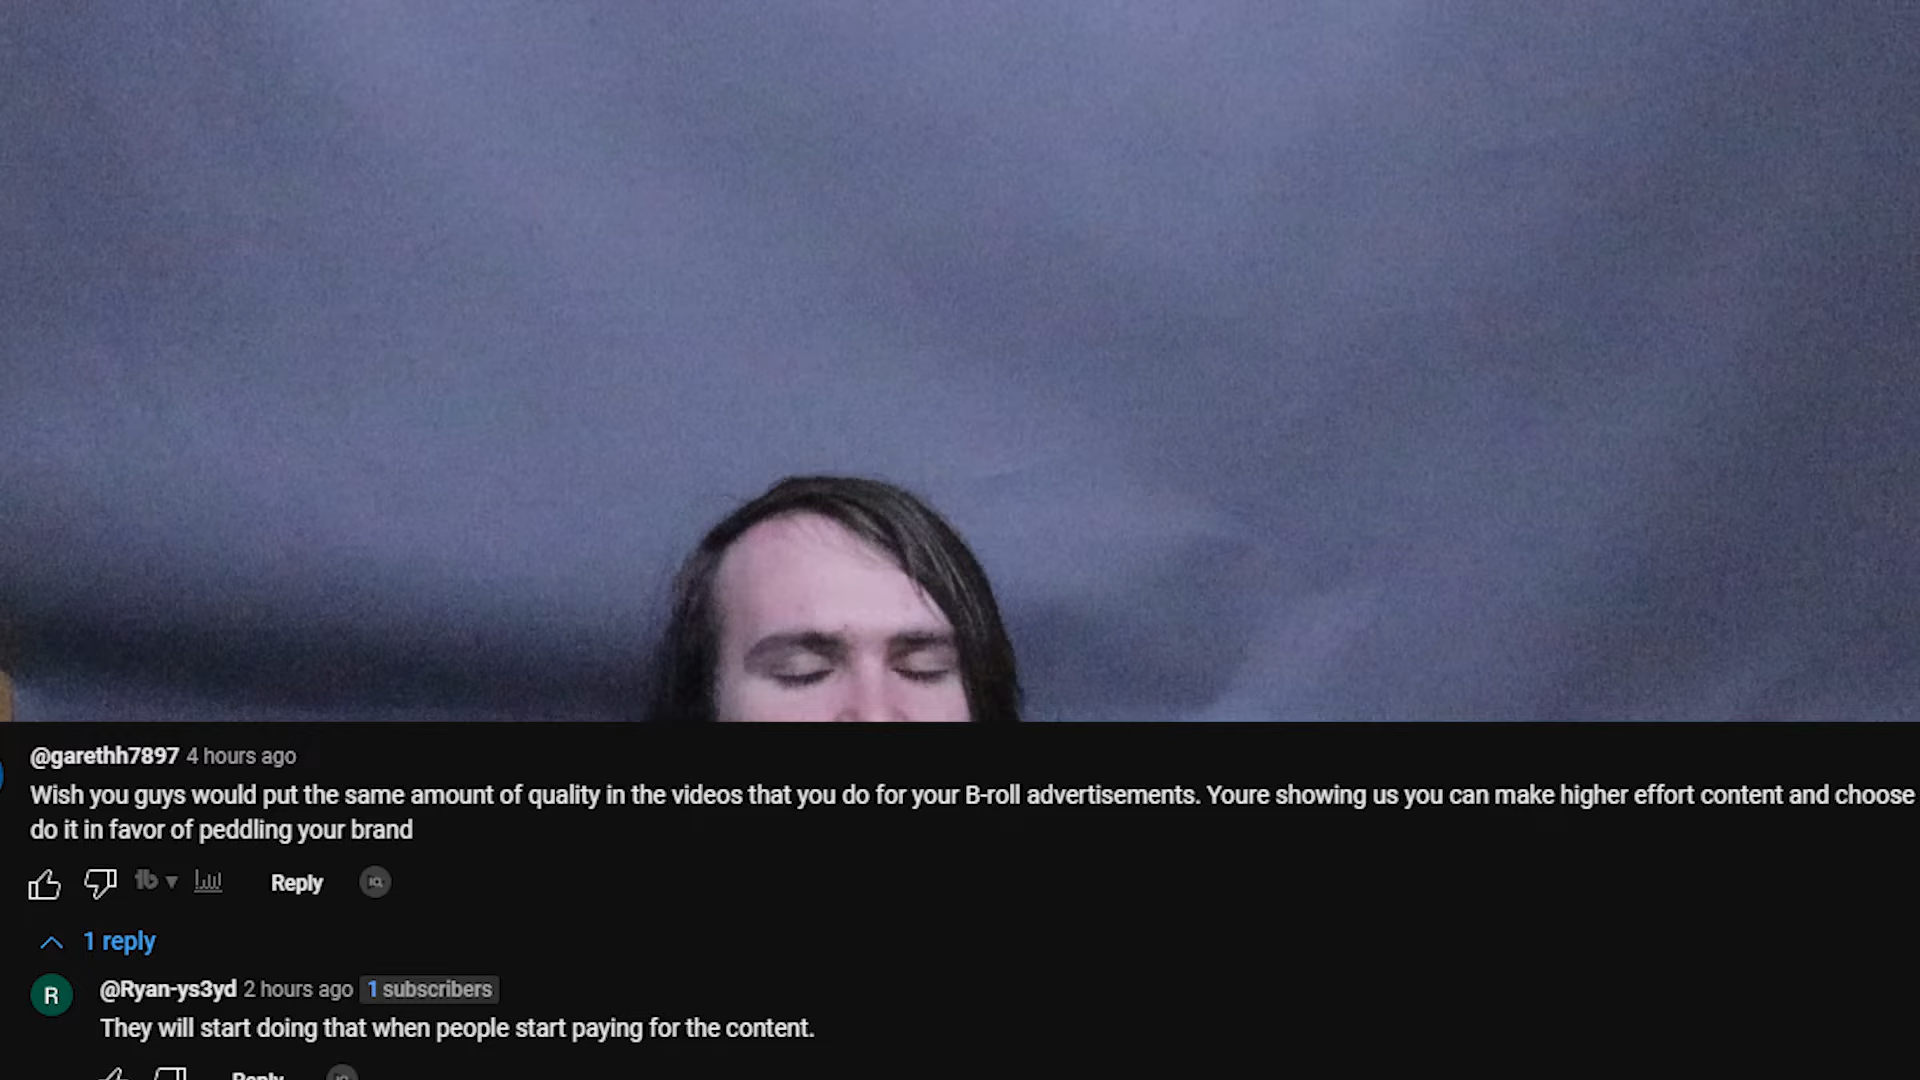 @garethh7897 4 hours ago
Wish you guys would put the same amount of quality in the videos that you do for your B-roll advertisements. Youre showing us you can make higher effort content and choose
do it in favor of peddling your brand
Reply
1 reply
R
@Ryan-ys3yd 2 hours ago 1 subscribers
They will start doing that when people start paying for the content.
Reply